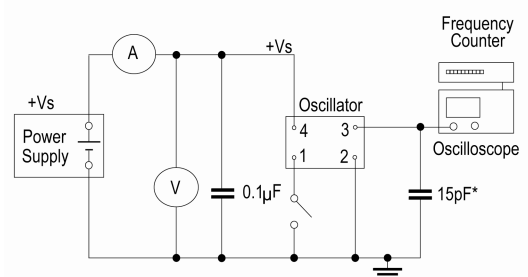 Frequency
Counter
A
+Vs
+Vs
Oscillator
Power
Supply
4 3
1 2
Oscilloscope
V
0.1µF
15pF*